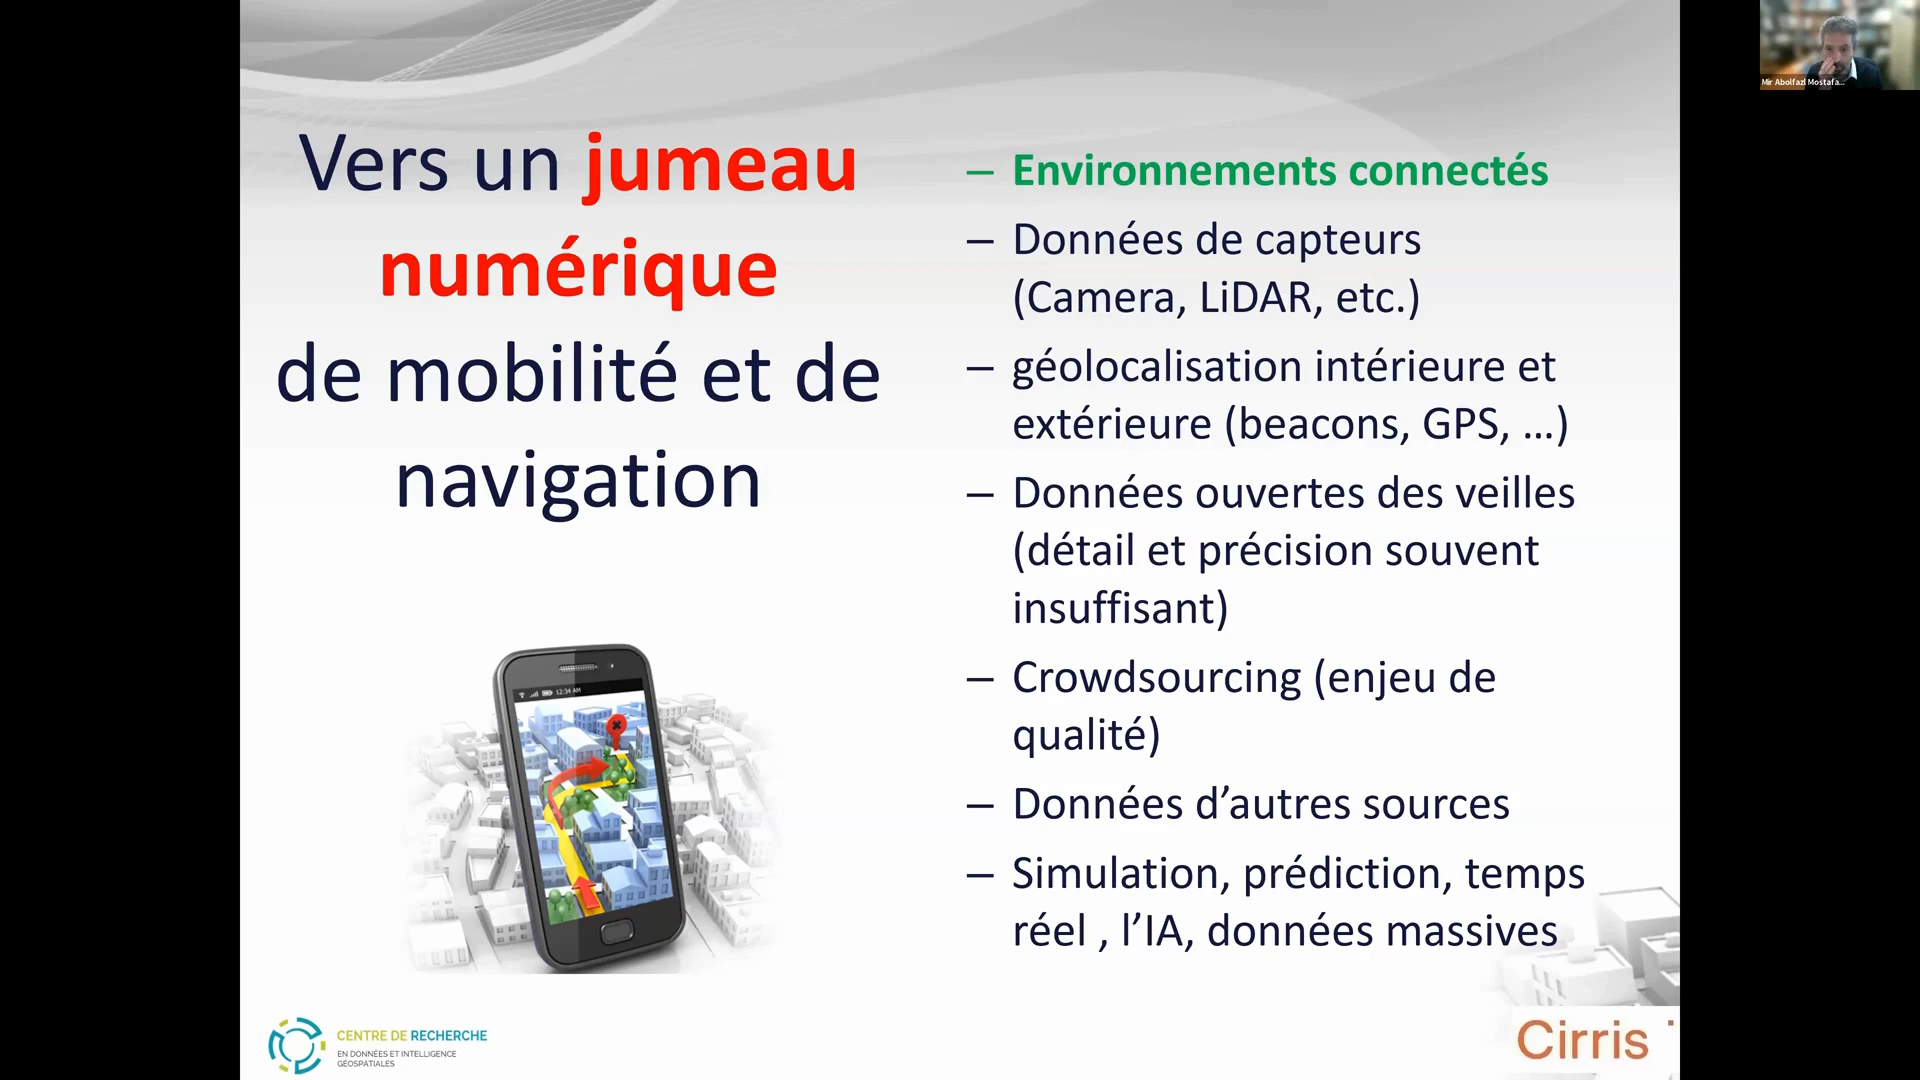 Vers un jumeau
numérique
de mobilité et de
navigation
– Environnements connectés
– Données de capteurs
(Camera, LiDAR, etc.)
– géolocalisation intérieure et
extérieure (beacons, GPS, …)
– Données ouvertes des veilles
(détail et précision souvent
insuffisant)
– Crowdsourcing (enjeu de
qualité)
– Données d’autres sources
– Simulation, prédiction, temps
réel , l’IA, données massives
12:34 AM
CENTRE DE RECHERCHE
EN DONNÉES ET INTELLIGENCE
GÉOSPATIALES
Cirris
Mir Abolfazl Mostafa...